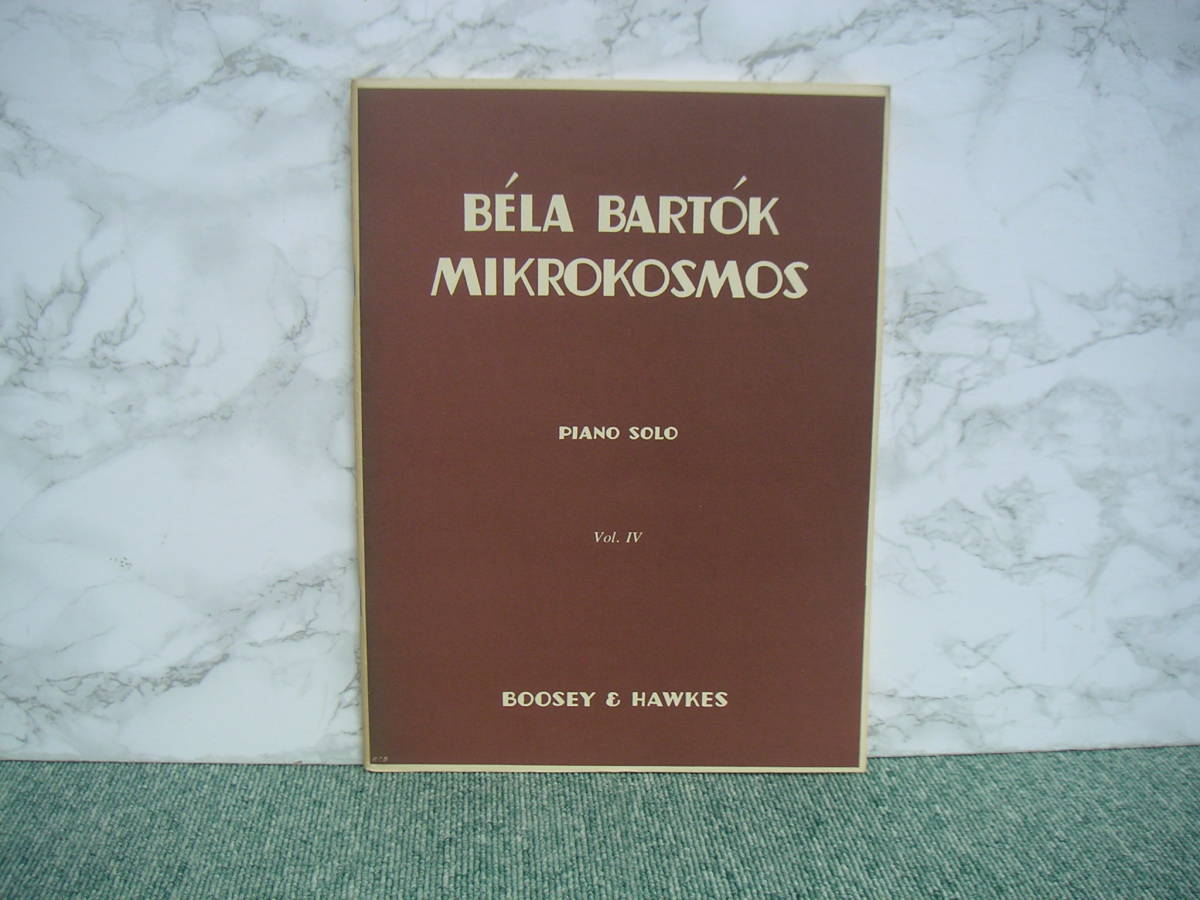 BÉLA BARTÓK
MIKROKOSMOS
PIANO SOLO
Vol. IV
BOOSEY & HAWKES